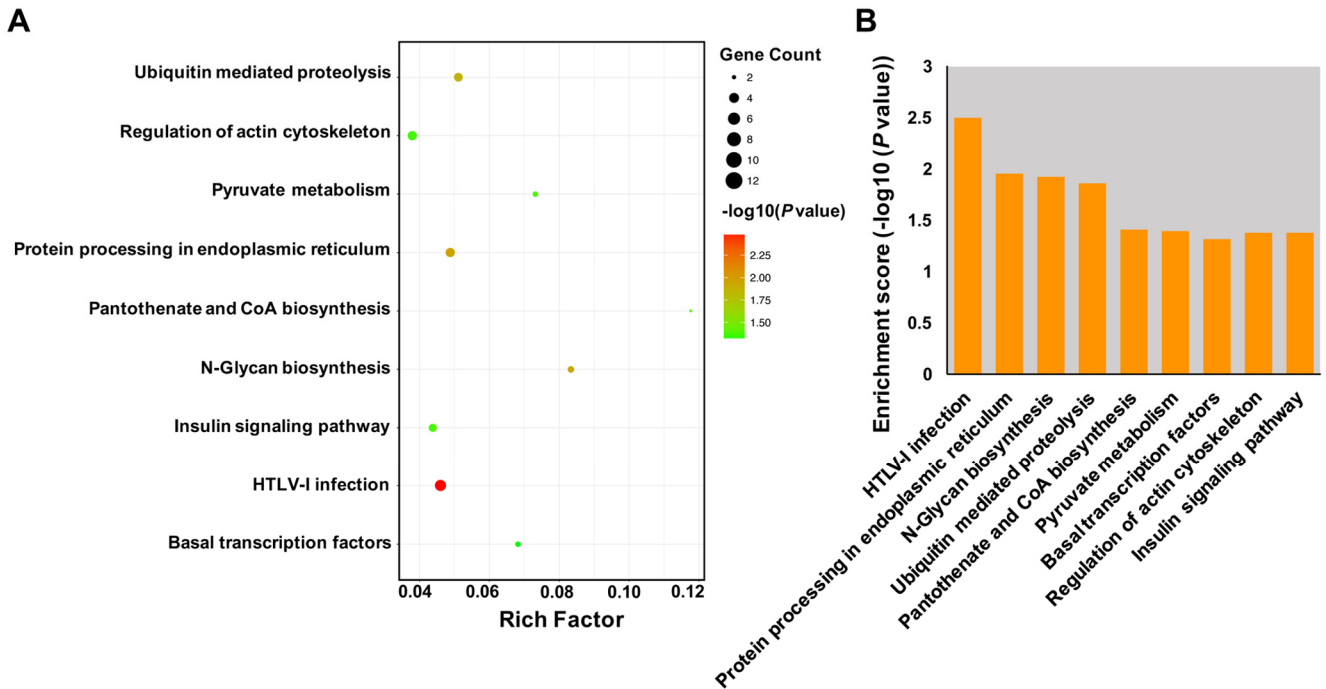 A
Ubiquitin mediated proteolysis
Regulation of actin cytoskeleton
Pyruvate metabolism
Protein processing in endoplasmic reticulum
Pantothenate and CoA biosynthesis
N-Glycan biosynthesis
Insulin signaling pathway
HTLV-I infection
Basal transcription factors
0.04 0.06 0.08 0.10 0.12
Rich Factor
Gene Count
2
4
6
8
10
12
-log10(P value)
2.25
2.00
1.75
1.50
B
Enrichment score (-log10 (P value))
3
2.5
2
1.5
1
0.5
0
HTLV-I infection
Protein processing in endoplasmic reticulum
N-Glycan biosynthesis
Ubiquitin mediated proteolysis
Pantothenate and CoA biosynthesis
Pyruvate metabolism
Basal transcription factors
Regulation of actin cytoskeleton
Insulin signaling pathway